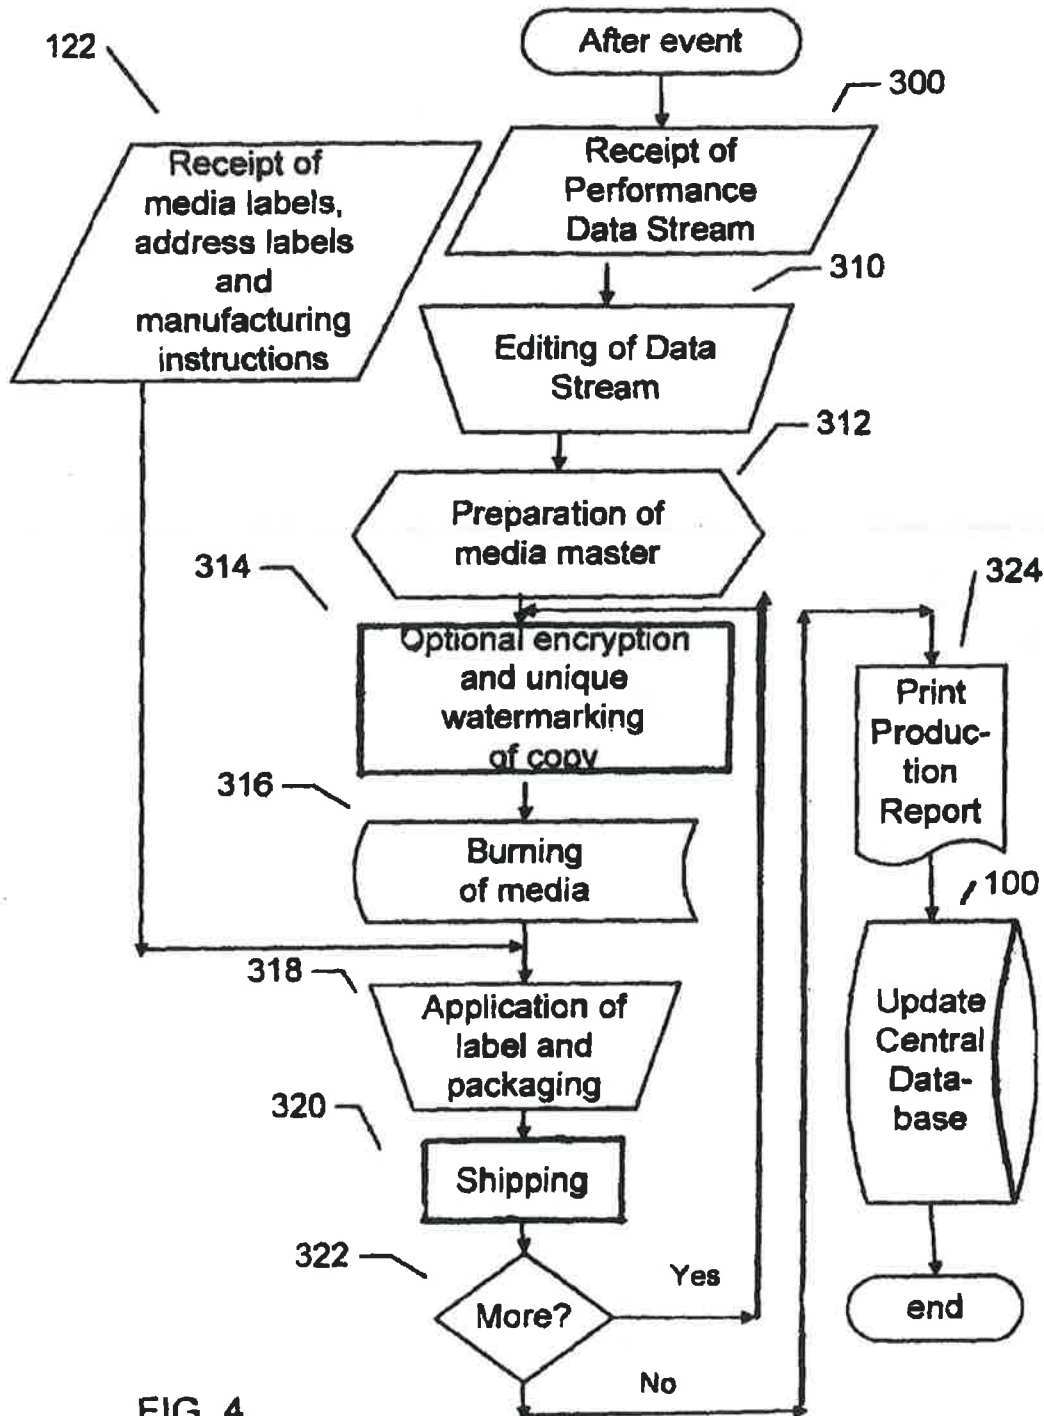 After event
122
300
Receipt of
media labels,
address labels
and
manufacturing
instructions
Receipt of
Performance
Data Stream
310
Editing of Data
Stream
312
Preparation of
media master
314
Optional encryption
and unique
watermarking
of copy
316
Burning
of media
318
Application of
label and
packaging
320
Shipping
322
More?
Yes
No
324
Print
Produc-
tion
Report
100
Update
Central
Data-
base
end
FIG. 4